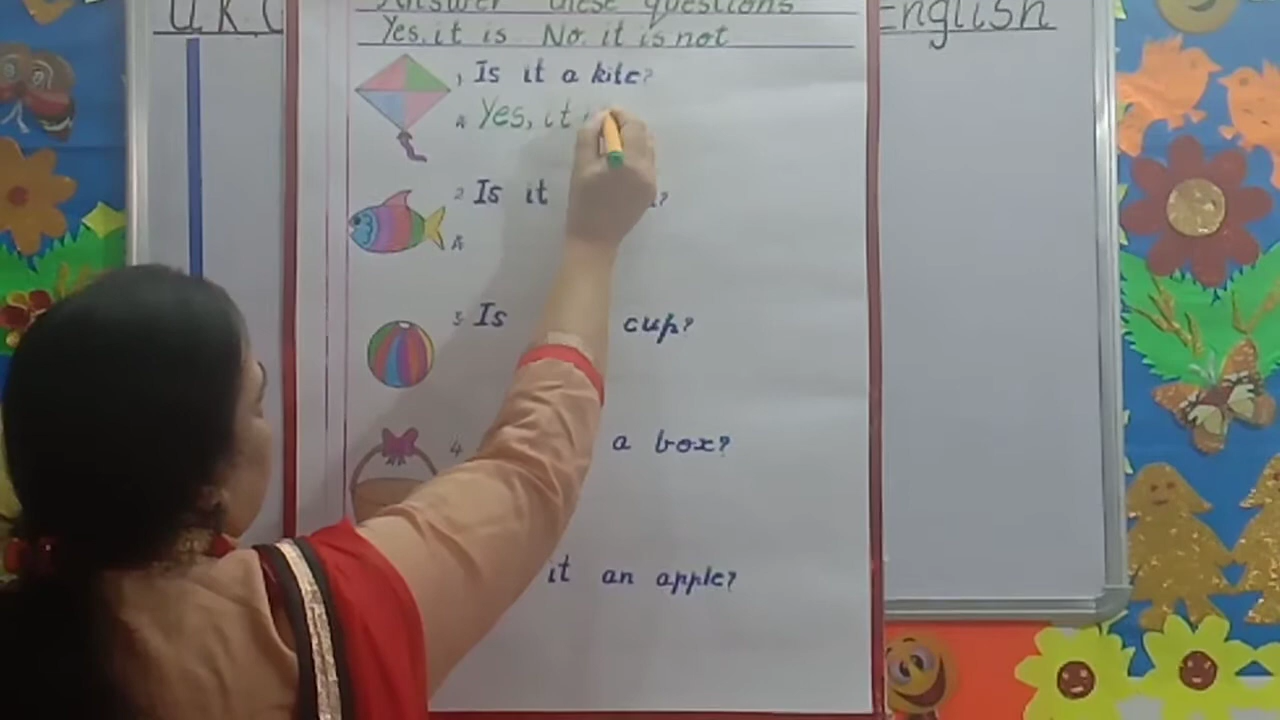 U.K.G
English
Answer these questions
Yes, it is No. it is not
1 Is it a kite?
A Yes, it
2 Is it ?
A
3 Is cup?
4 a box?
it an apple?